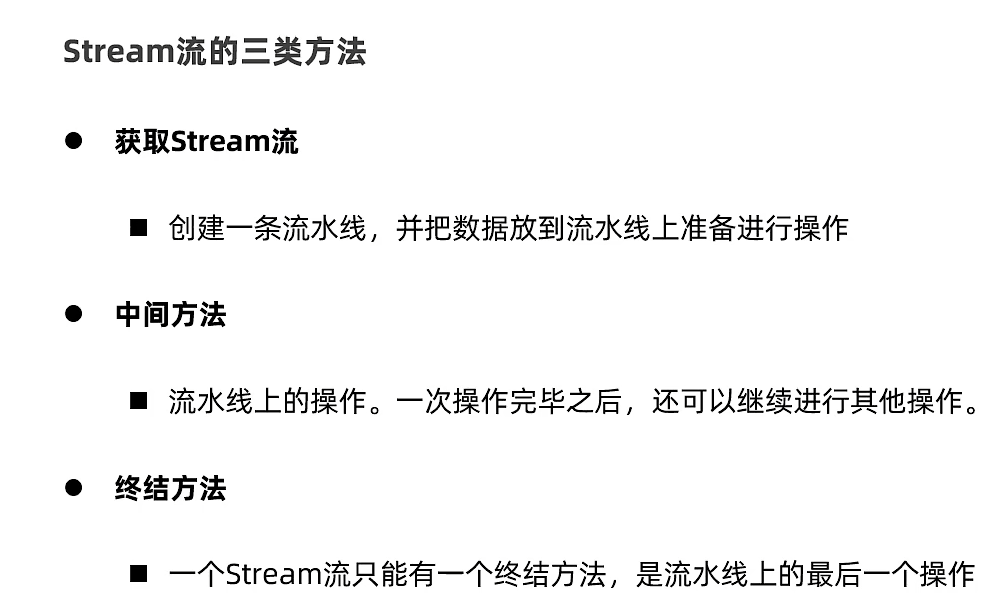 Stream流的三类方法
获取Stream流
创建一条流水线，并把数据放到流水线上准备进行操作
中间方法
流水线上的操作。一次操作完毕之后，还可以继续进行其他操作。
终结方法
一个Stream流只能有一个终结方法，是流水线上的最后一个操作